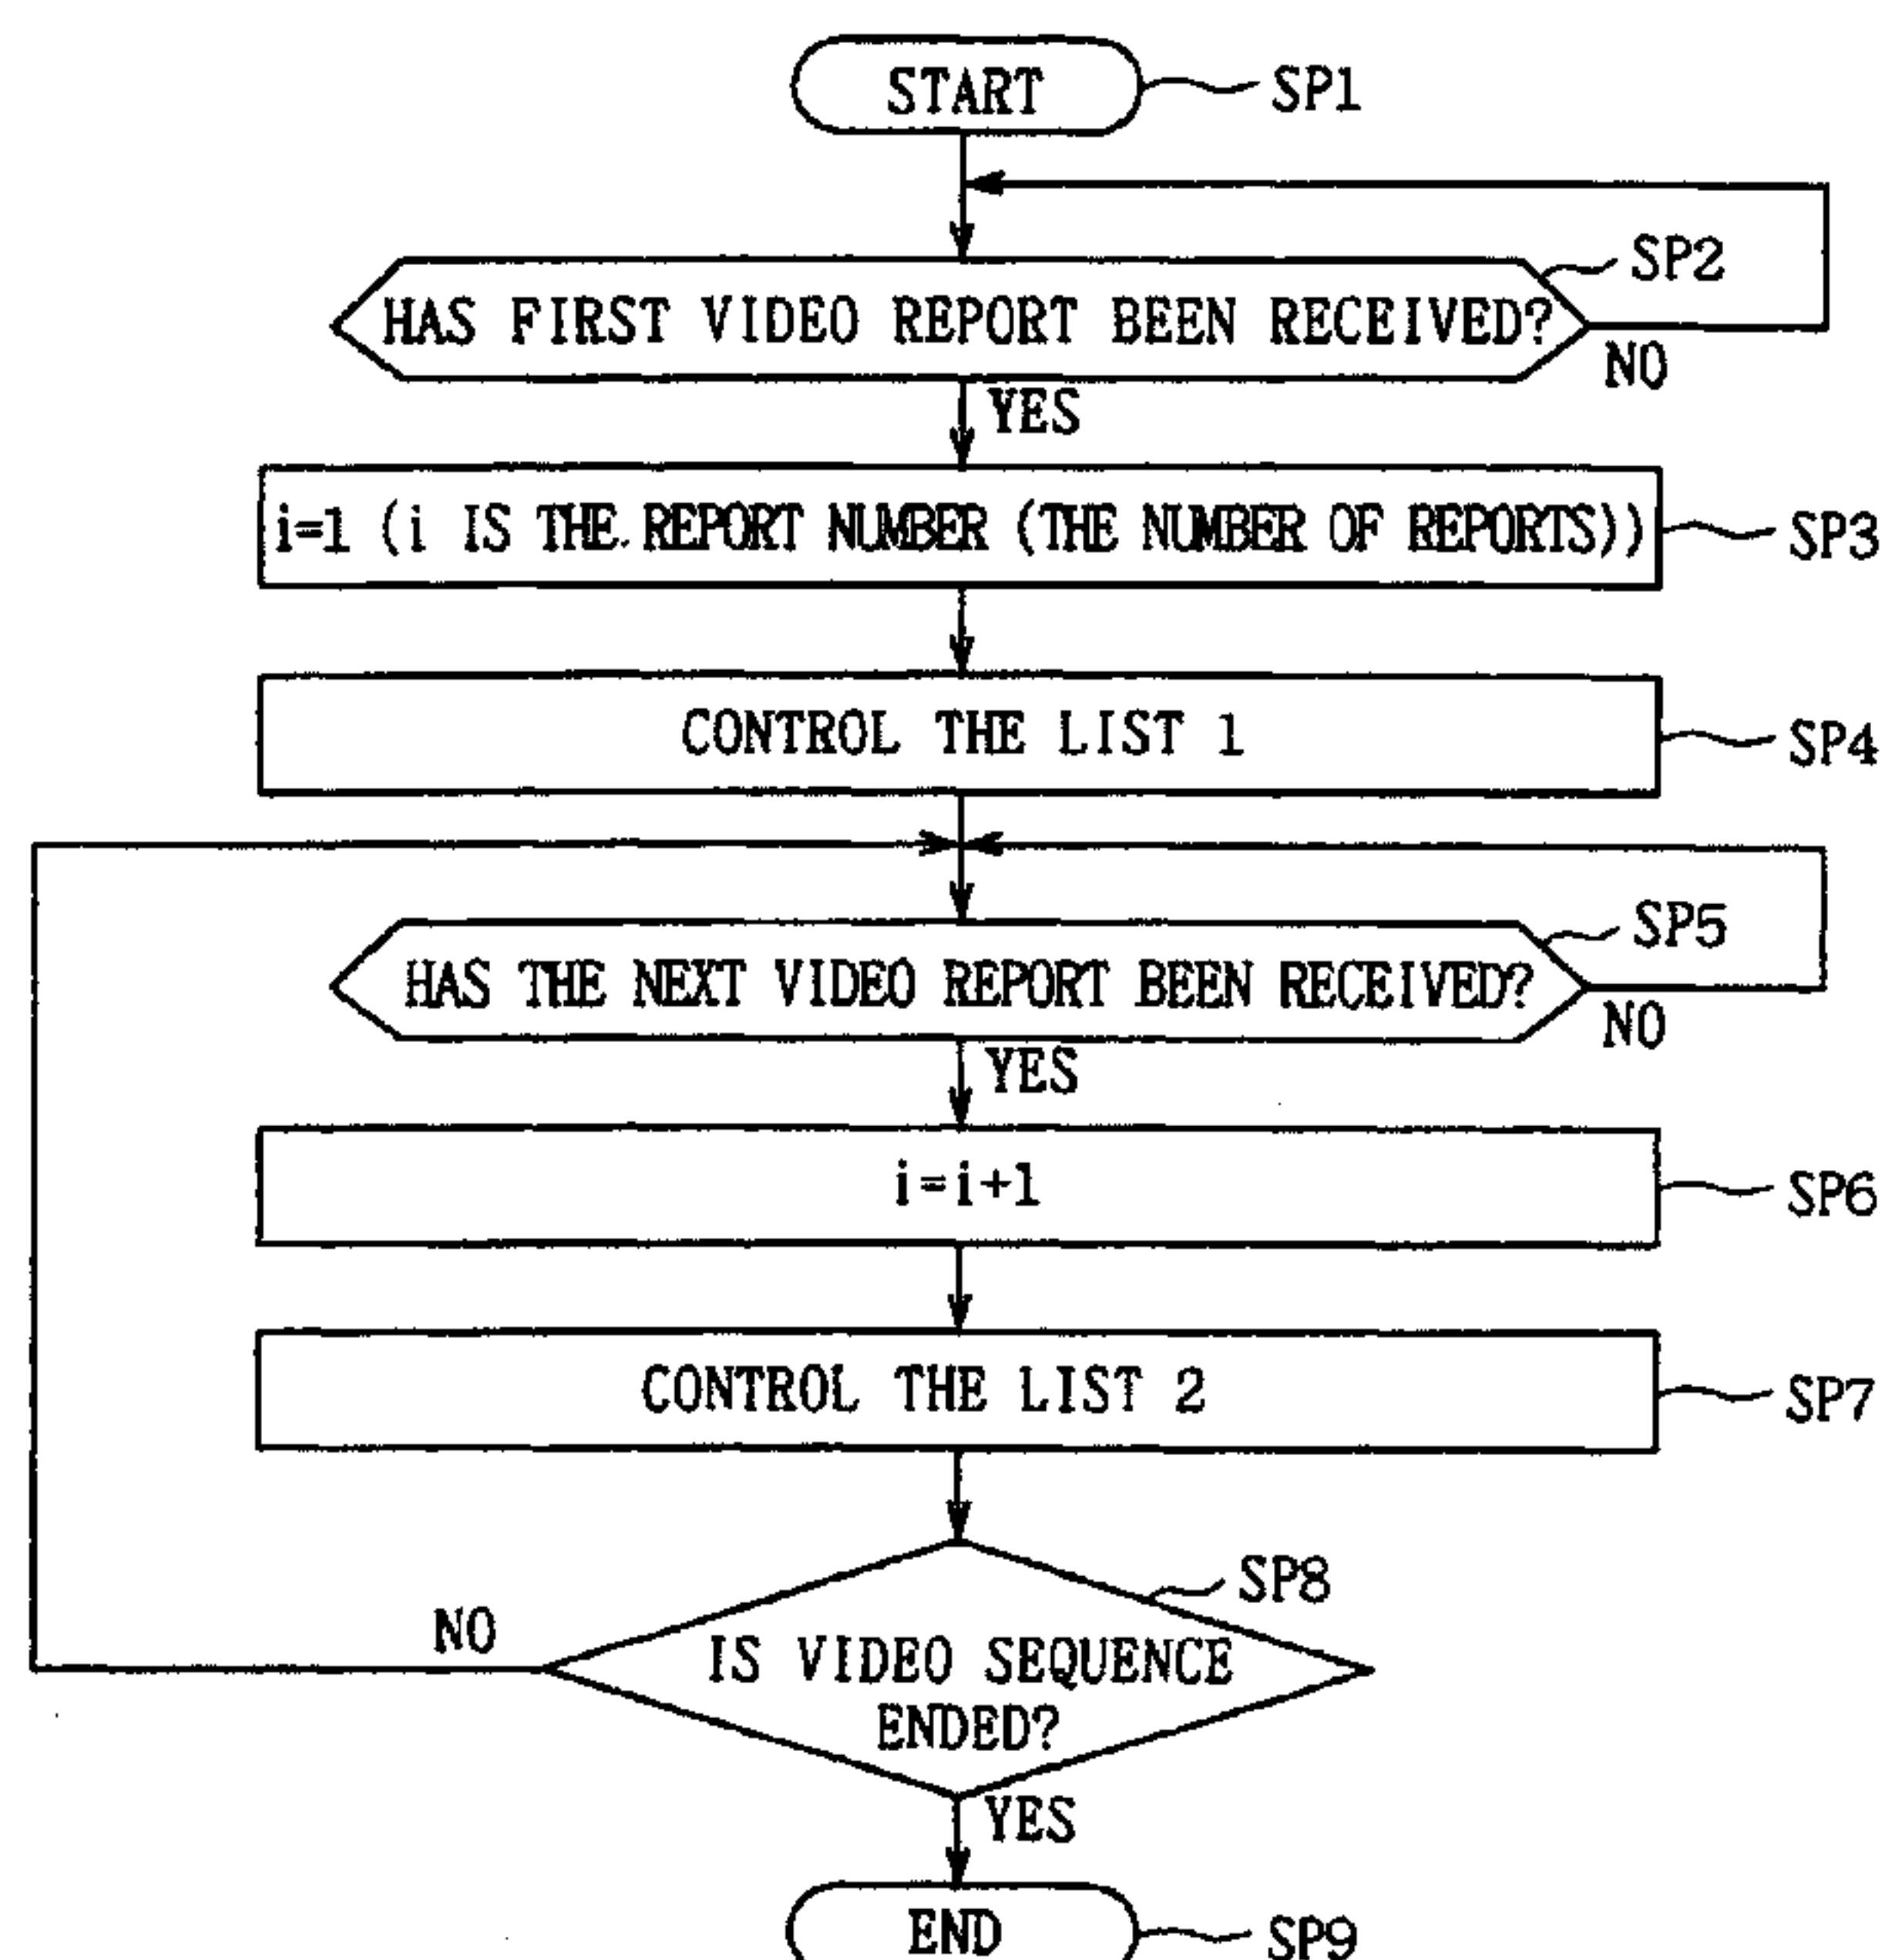 START
SP1
SP2
HAS FIRST VIDEO REPORT BEEN RECEIVED?
NO
YES
i=1 (i IS THE REPORT NUMBER (THE NUMBER OF REPORTS))
SP3
CONTROL THE LIST 1
SP4
SP5
HAS THE NEXT VIDEO REPORT BEEN RECEIVED?
NO
YES
i=i+1
SP6
CONTROL THE LIST 2
SP7
SP8
NO
IS VIDEO SEQUENCE
ENDED?
YES
END
SP9